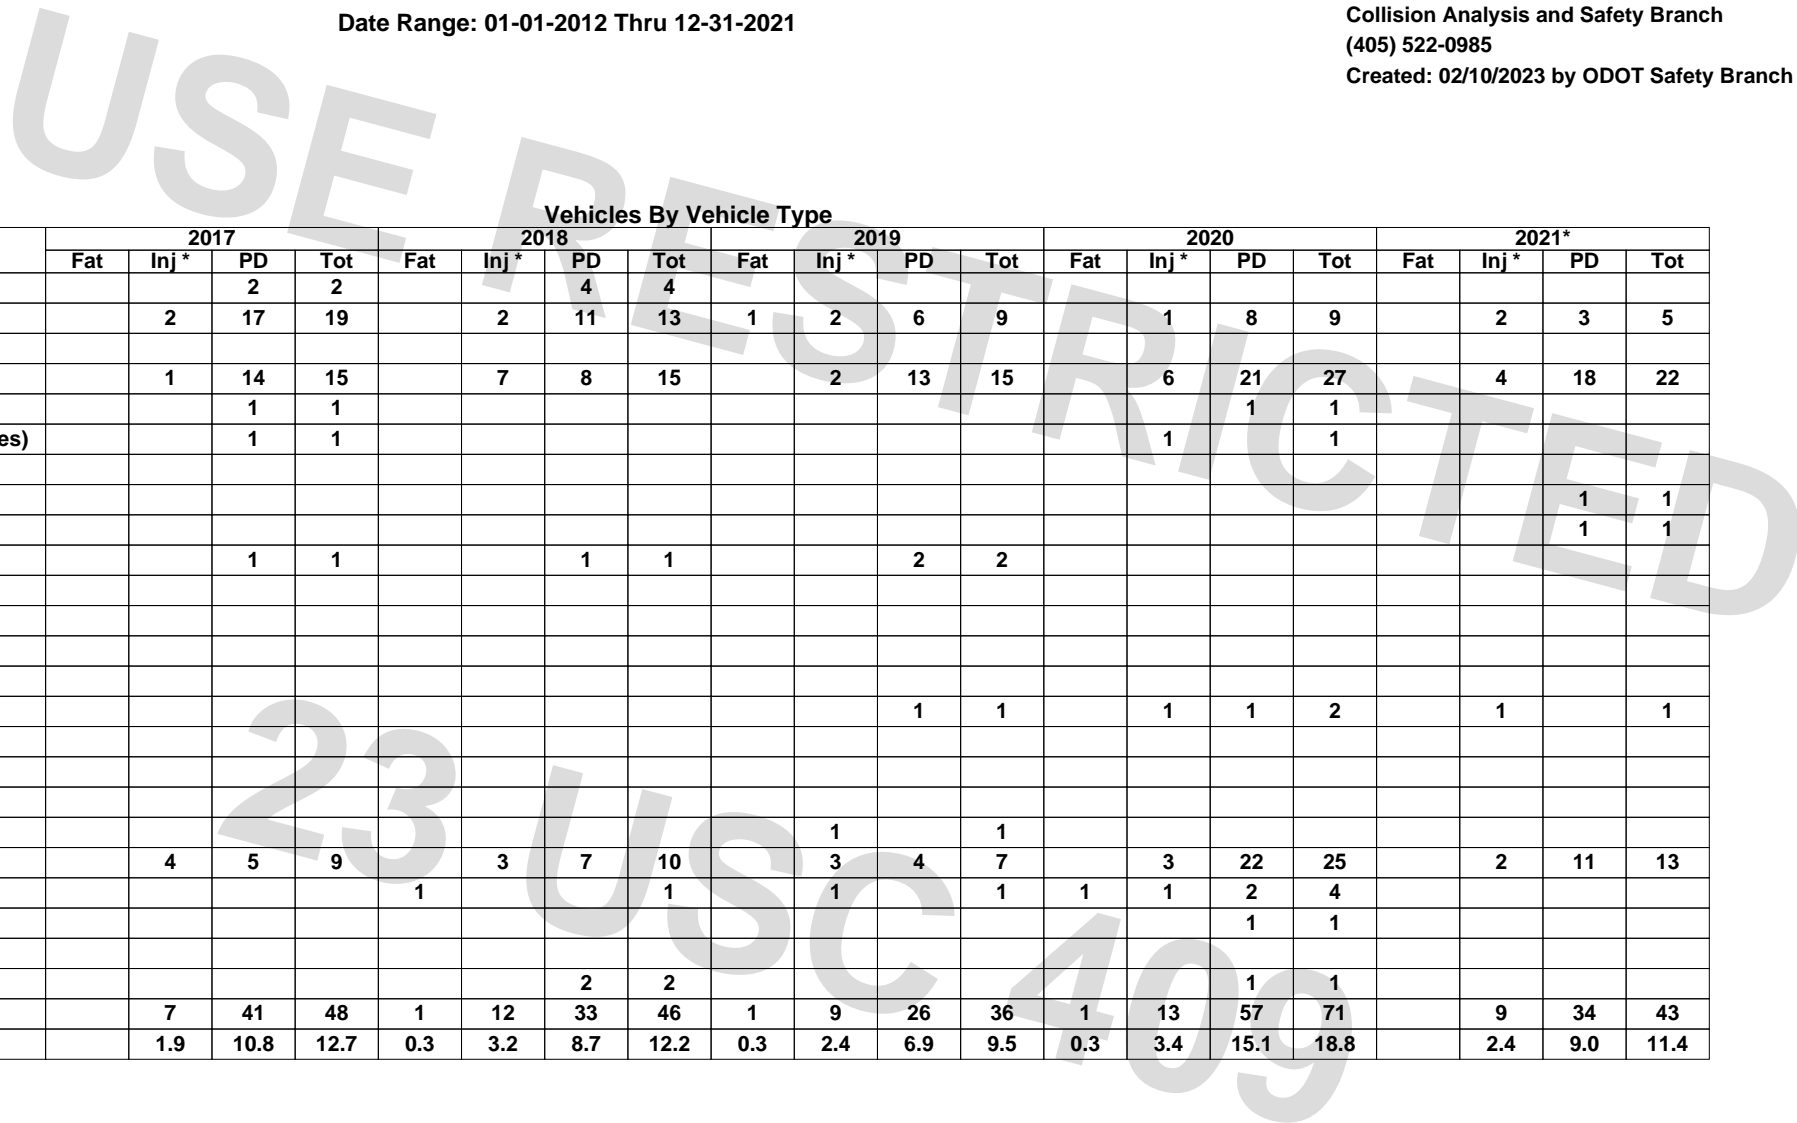 Date Range: 01-01-2012 Thru 12-31-2021
Collision Analysis and Safety Branch
(405) 522-0985
Created: 02/10/2023 by ODOT Safety Branch
USE RESTRICTED
Vehicles By Vehicle Type
2017 2018 2019 2020 2021*
Fat Inj * PD Tot Fat Inj * PD Tot Fat Inj * PD Tot Fat Inj * PD Tot Fat Inj * PD Tot
2 2 4 4
2 17 19 2 11 13 1 2 6 9 1 8 9 2 3 5
1 14 15 7 8 15 2 13 15 6 21 27 4 18 22
1 1 1 1
es) 1 1 1 1
1 1
1 1
1 1 1 1 2 2
1 1 1 1 2 1 1
1 1
4 5 9 3 7 10 3 4 7 3 22 25 2 11 13
1 1 1 1 1 1 2 4
1 1
2 2 1 1
7 41 48 1 12 33 46 1 9 26 36 1 13 57 71 9 34 43
1.9 10.8 12.7 0.3 3.2 8.7 12.2 0.3 2.4 6.9 9.5 0.3 3.4 15.1 18.8 2.4 9.0 11.4
23 USC 409